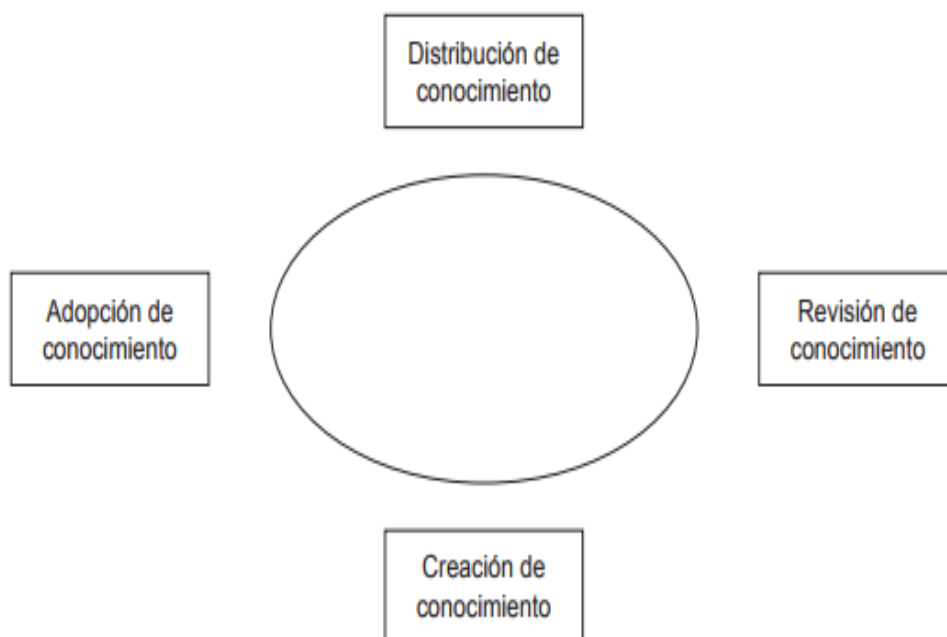 Distribución de
conocimiento
Adopción de
conocimiento
Revisión de
conocimiento
Creación de
conocimiento